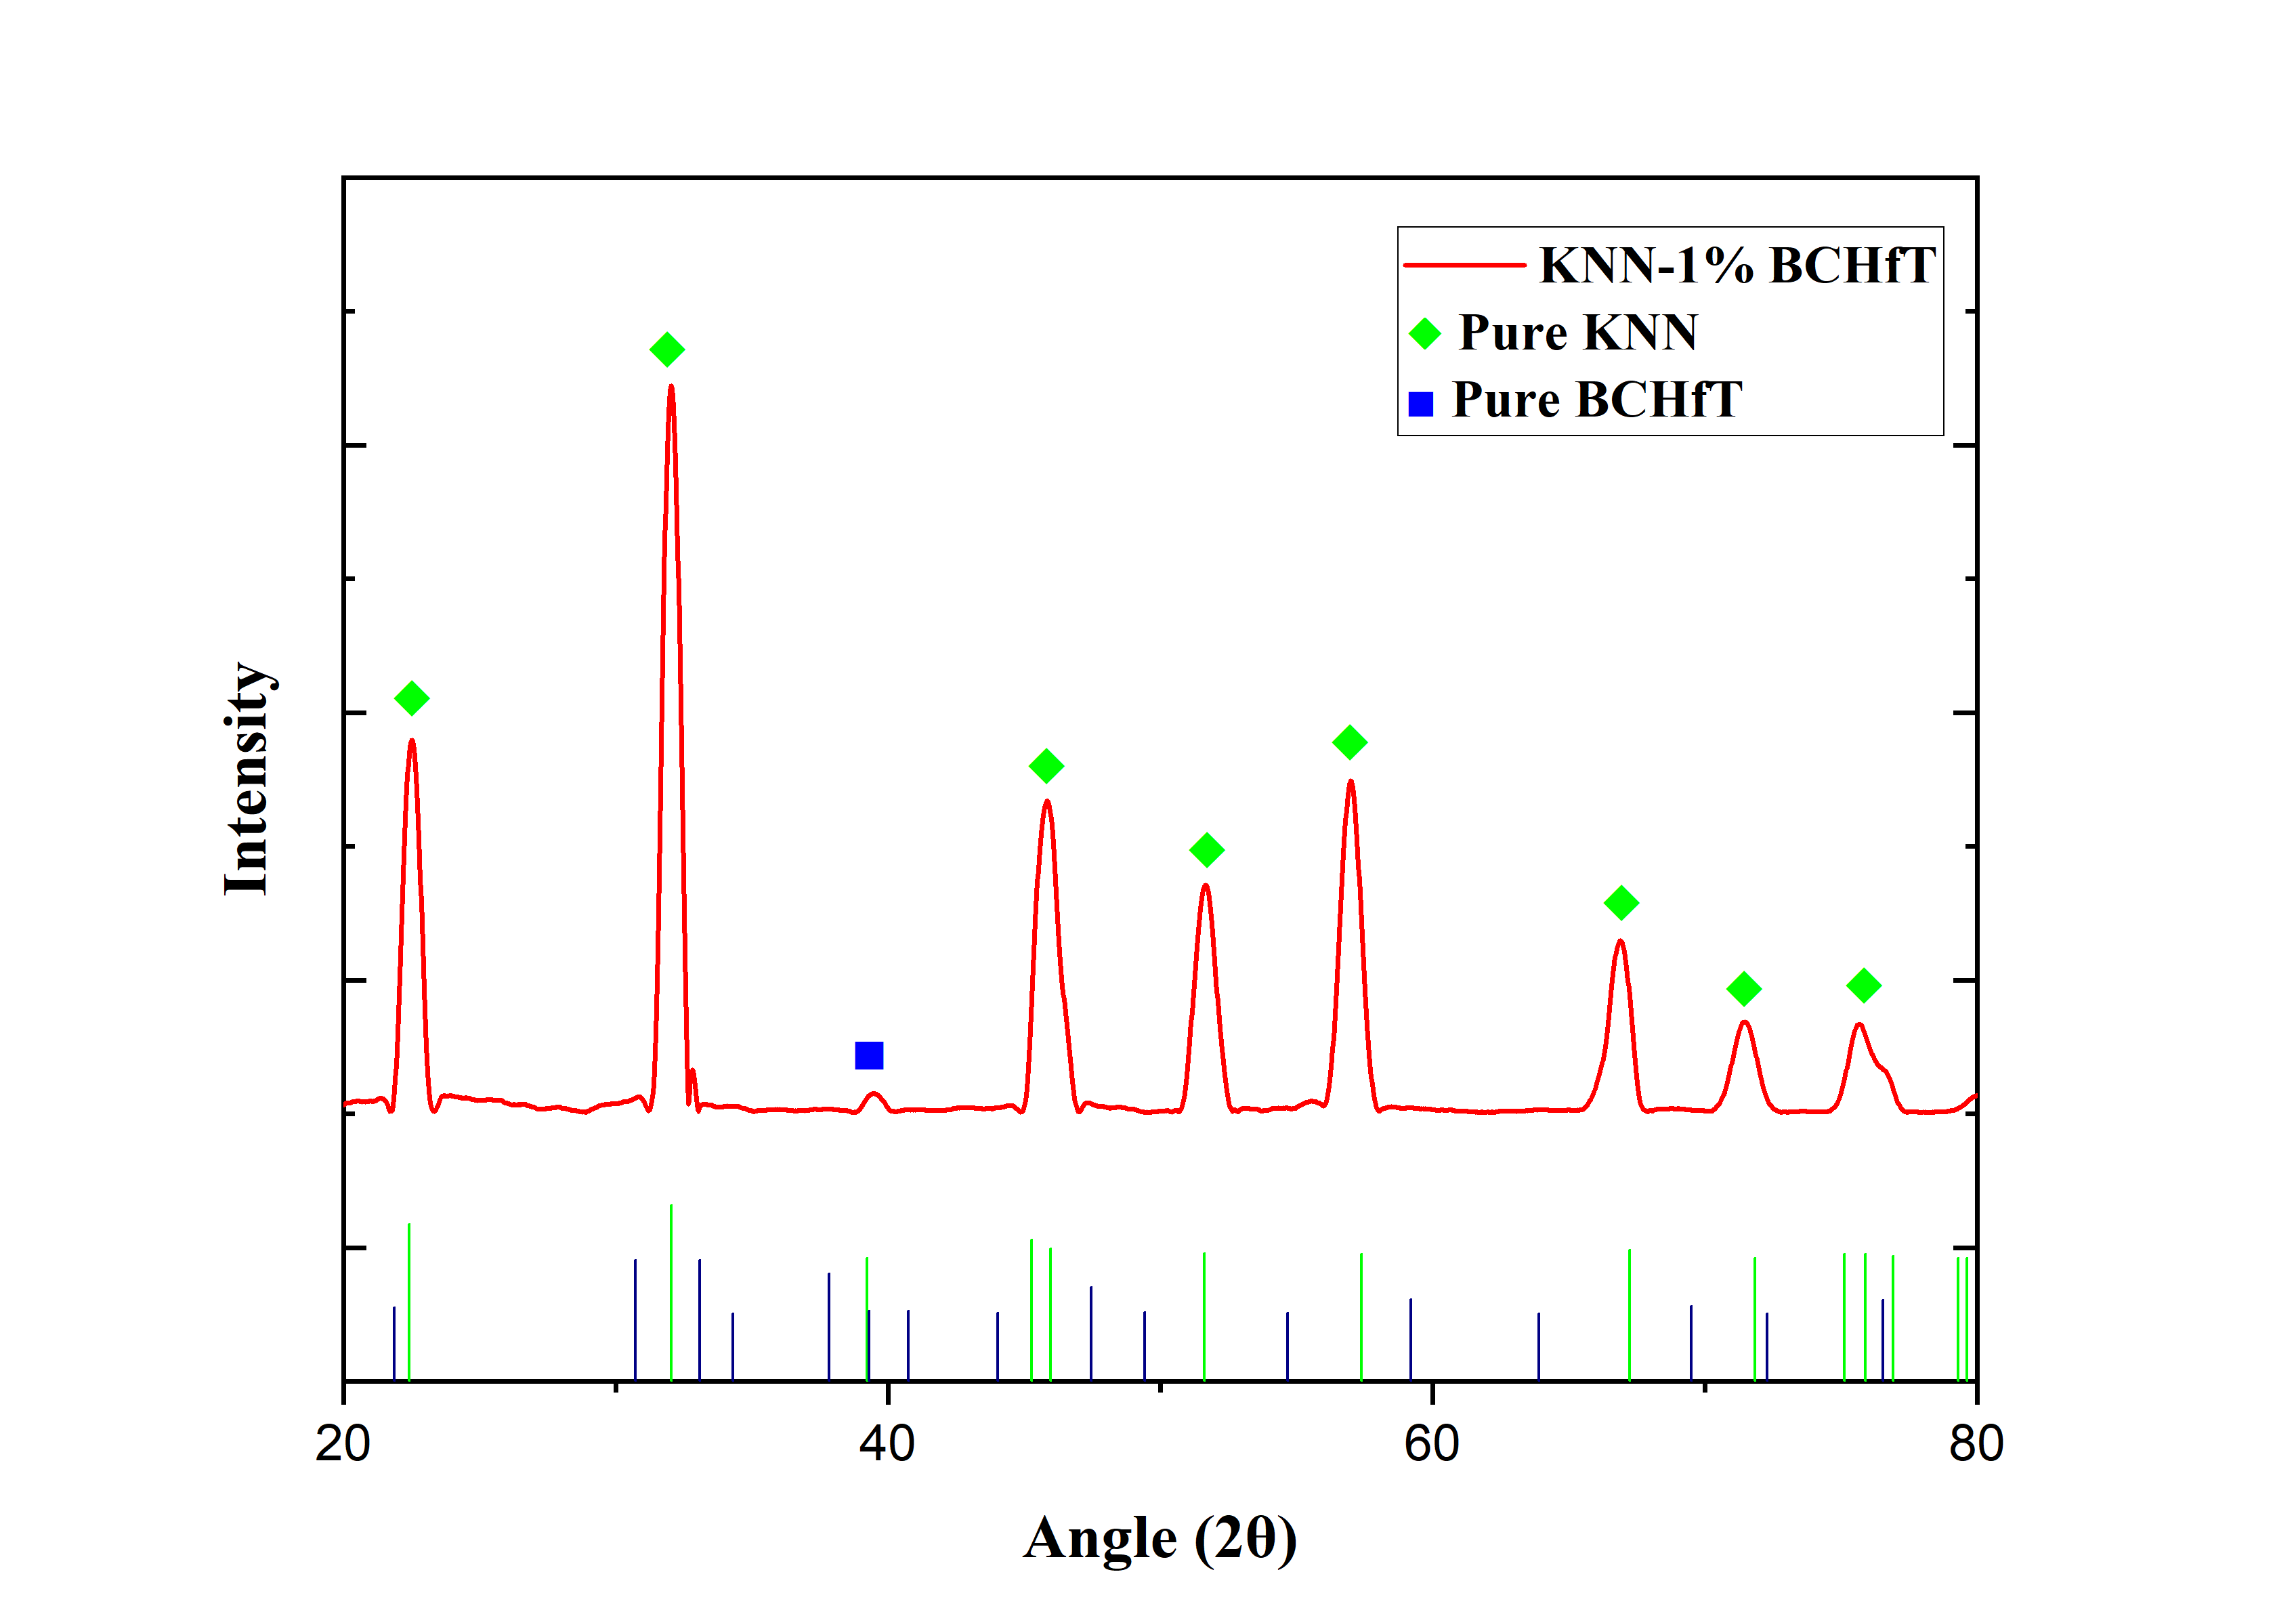 KNN-1% BCHfT
Pure KNN
Pure BCHfT
Intensity
20 40 60 80
Angle (2θ)